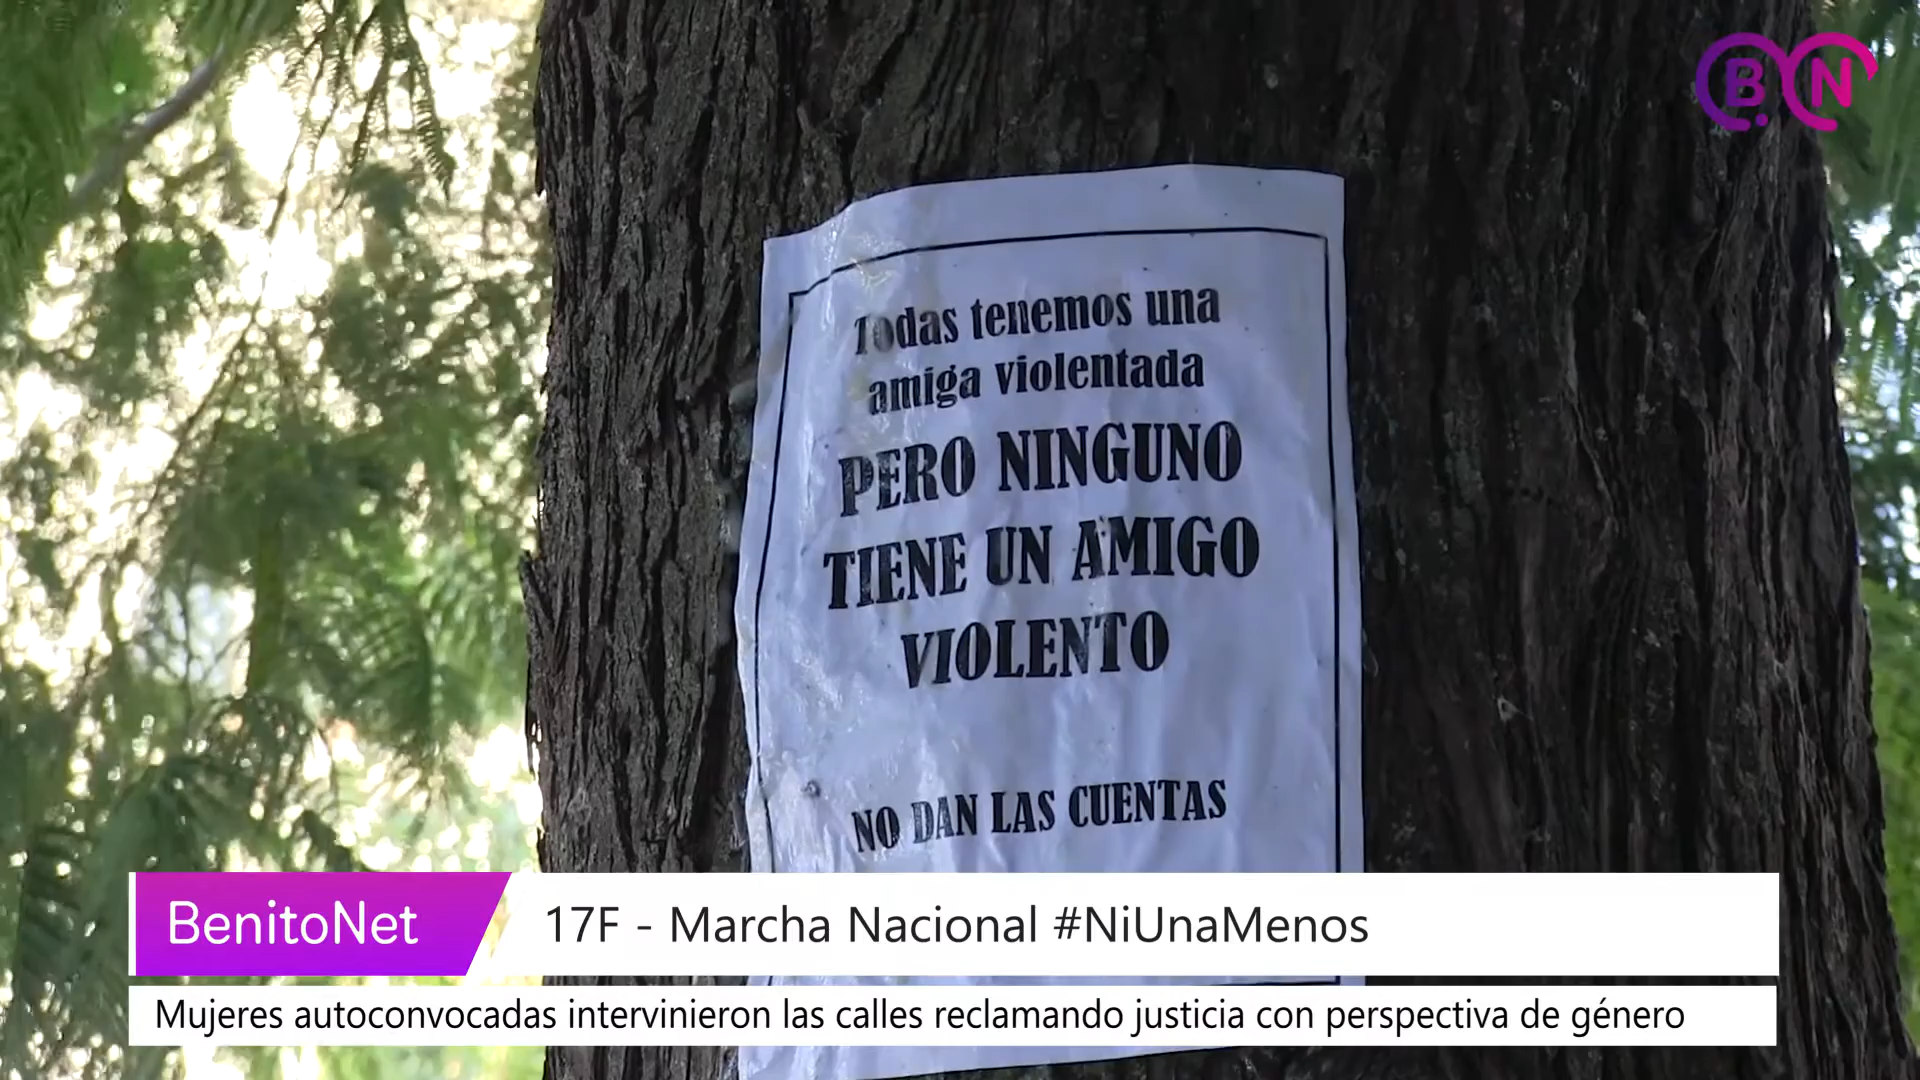 BN
Todas tenemos una
amiga violentada
PERO NINGUNO
TIENE UN AMIGO
VIOLENTO
NO DAN LAS CUENTAS
BenitoNet
17F - Marcha Nacional #NiUnaMenos
Mujeres autoconvocadas intervinieron las calles reclamando justicia con perspectiva de género